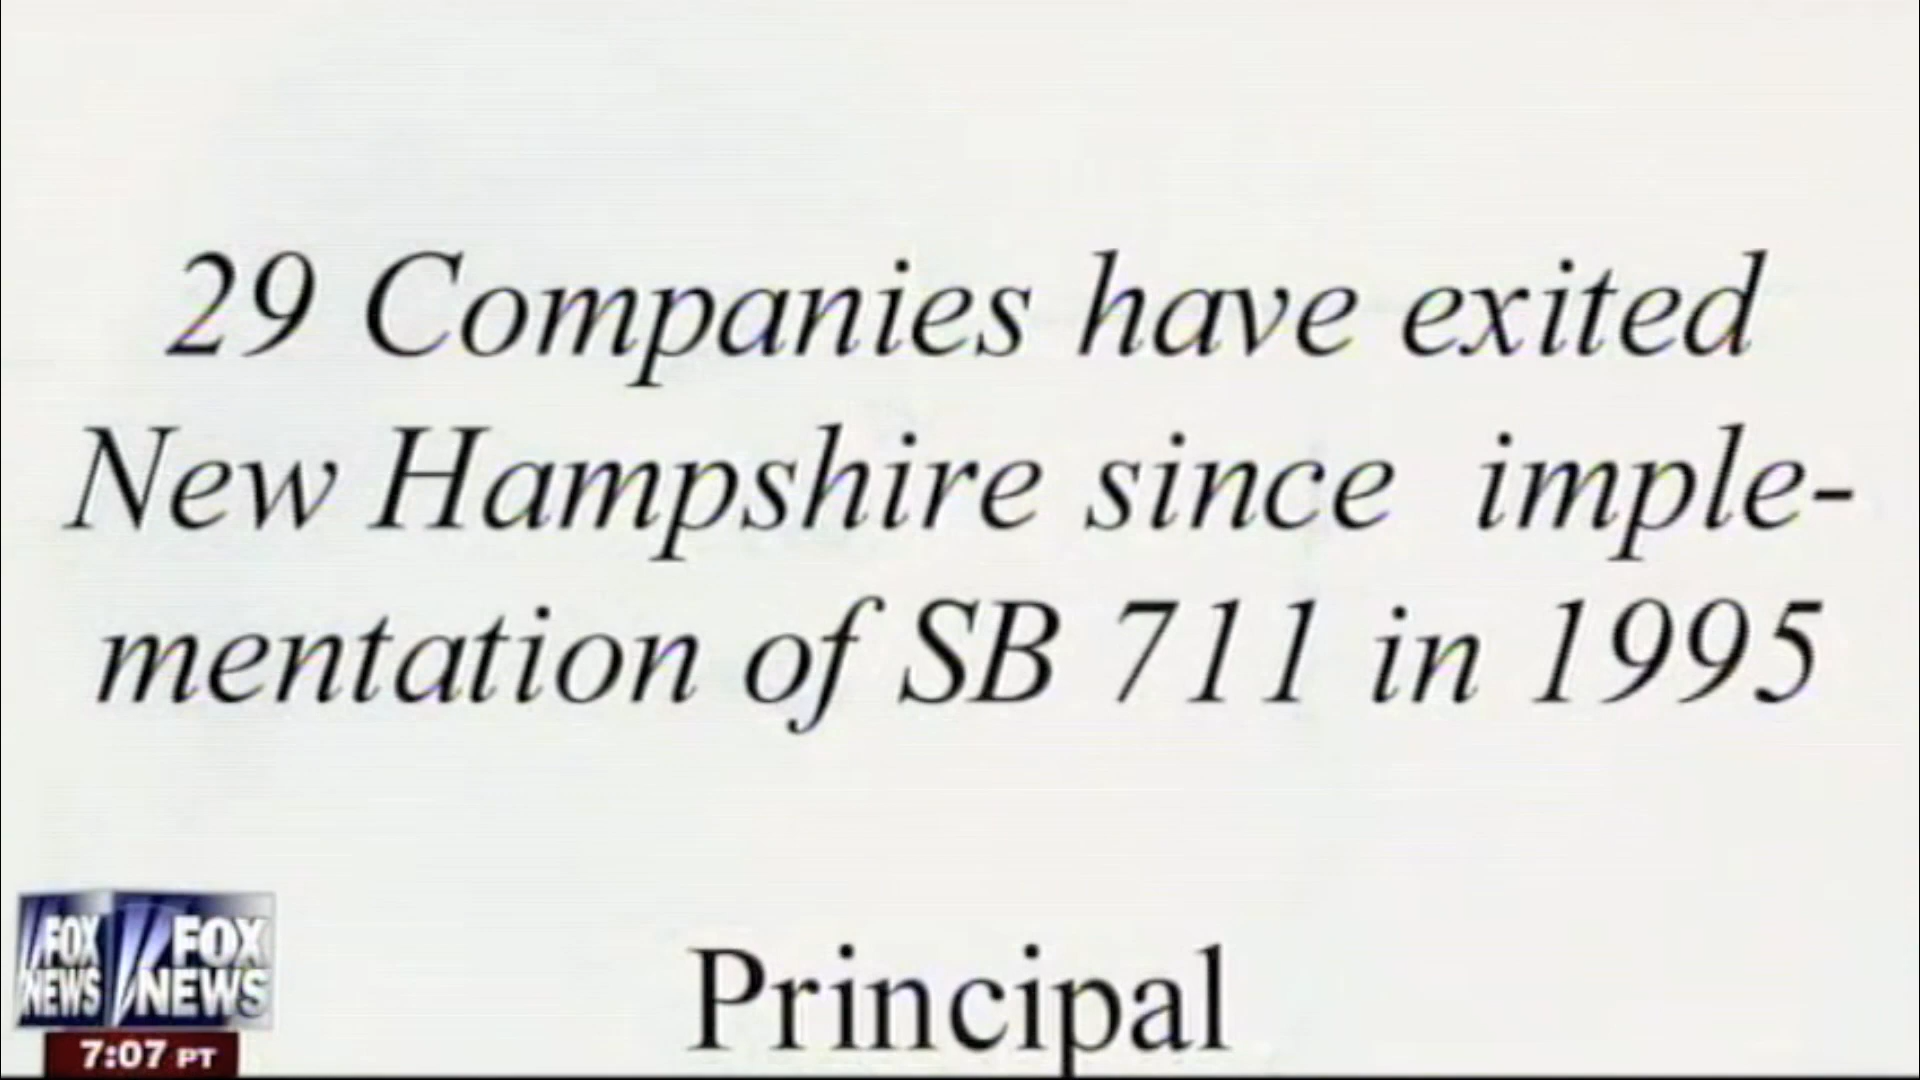 29 Companies have exited
New Hampshire since imple-
mentation of SB 711 in 1995
Principal
FOX NEWS
FOX NEWS
7:07 PT